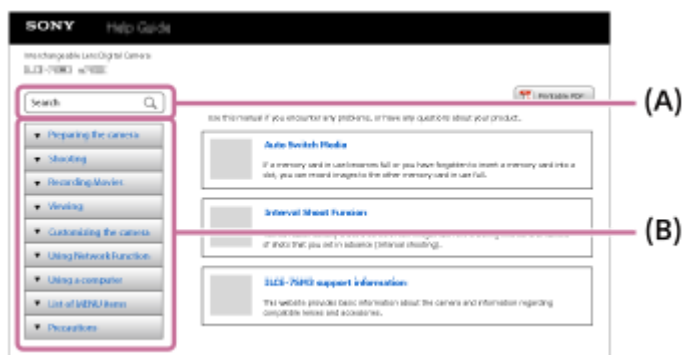 SONY Help Guide
Interchangeable Lens Digital Camera
Search
(A)
Printable PDF
Use this manual if you encounter any problems, or have any questions about your product.
Preparing the camera
Shooting
Recording Movies
Viewing
Customizing the camera
Using Network Function
Using a computer
List of MENU items
Precautions
Auto Switch Media
If a memory card in use becomes full or you have forgotten to insert a memory card into a
slot, you can record images to the other memory card in use full.
Interval Shoot Funcion
(B)
of shots that you set in advance (Interval shooting).
support information
This website provides basic information about the camera and information regarding
compatible lenses and accessories.